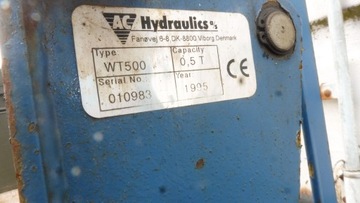 AC Hydraulics A/S
Fanøvej 6-8, DK-8800 Viborg, Denmark
Type Capacity
WT500 0,5 T
Serial No. Year
010983 1995
CE